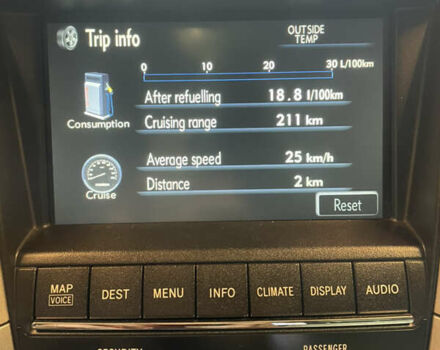 Trip info
OUTSIDE
TEMP
0 10 20 30 L/100km
After refuelling 18.8 l/100km
Consumption
Cruising range 211 km
Average speed 25 km/h
Distance 2 km
Cruise
Reset
MAP
VOICE
DEST
MENU
INFO
CLIMATE
DISPLAY
AUDIO
SECURITY
PASSENGER